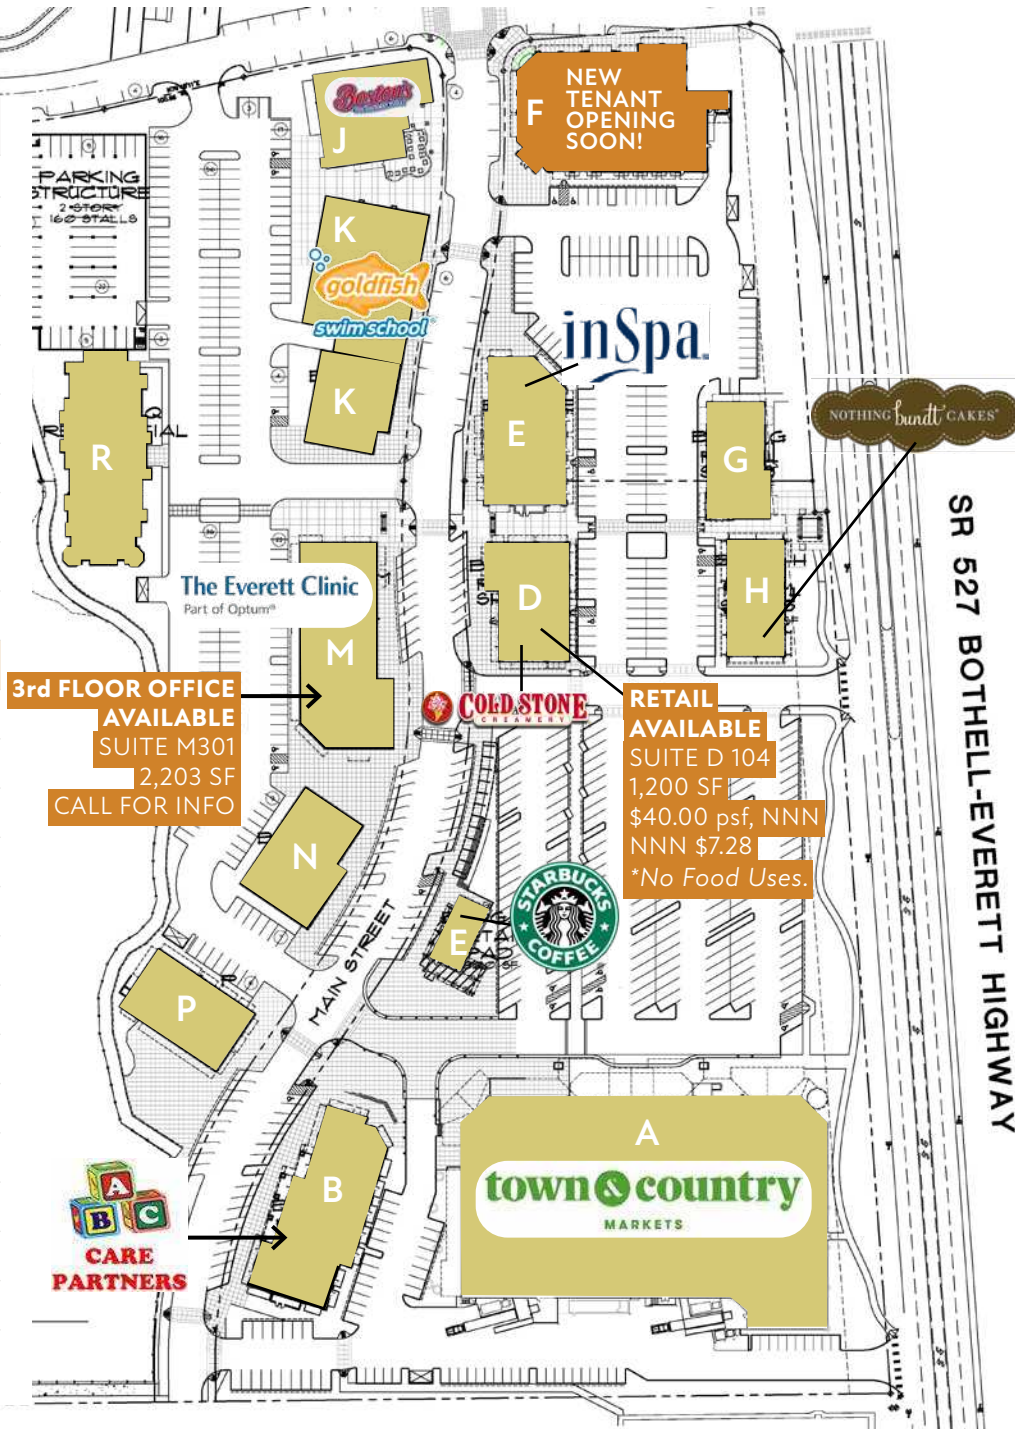 Boston's
J
NEW
TENANT
OPENING
SOON!
F
PARKING
STRUCTURE
2 STORY
160 STALLS
K
goldfish
swim school
inSpa
K
E
G
R
NOTHING bundt CAKES
The Everett Clinic
Part of Optum
M
D
H
3rd FLOOR OFFICE
AVAILABLE
SUITE M301
2,203 SF
CALL FOR INFO
COLD STONE
CREAMERY
RETAIL
AVAILABLE
SUITE D 104
1,200 SF
$40.00 psf, NNN
NNN $7.28
*No Food Uses.
SR 527 BOTHELL-EVERETT HIGHWAY
N
STARBUCKS
COFFEE
E
MAIN STREET
P
A
town & country
MARKETS
B
A
B C
CARE
PARTNERS